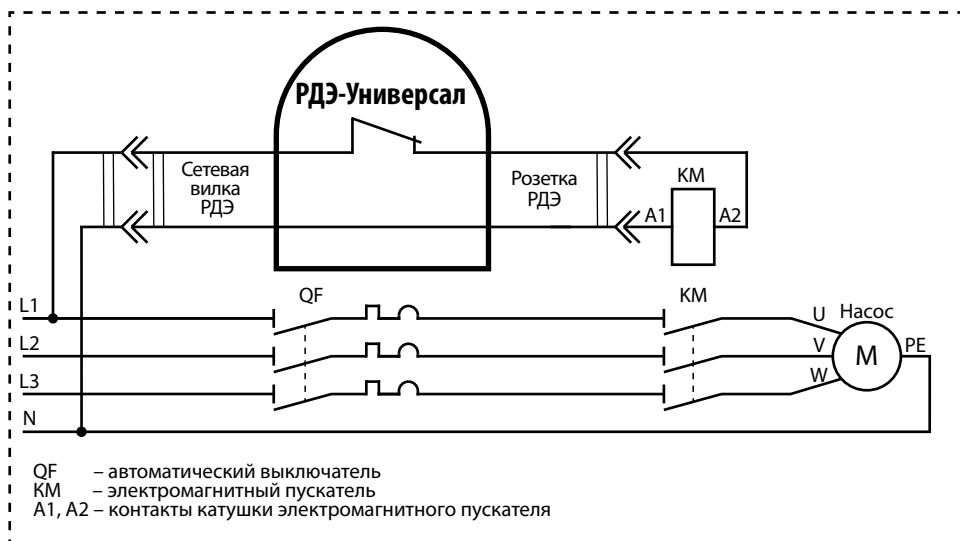 РДЭ-Универсал
Сетевая
вилка
РДЭ
Розетка
РДЭ
KM
A1
A2
QF
KM
L1
U
Насос
L2
V
M
PE
L3
W
N
QF – автоматический выключатель
KM – электромагнитный пускатель
A1, A2 – контакты катушки электромагнитного пускателя